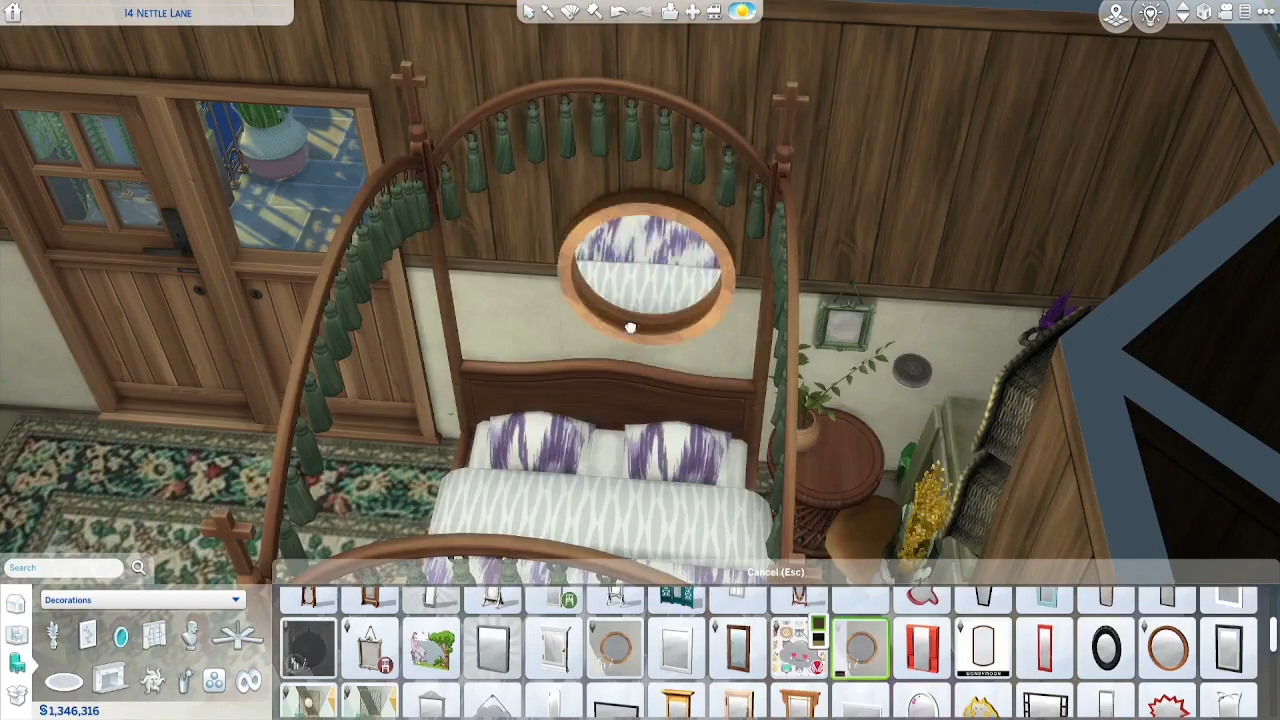 14 NETTLE LANE
Cancel (Esc)
Search
Decorations
$1,346,316